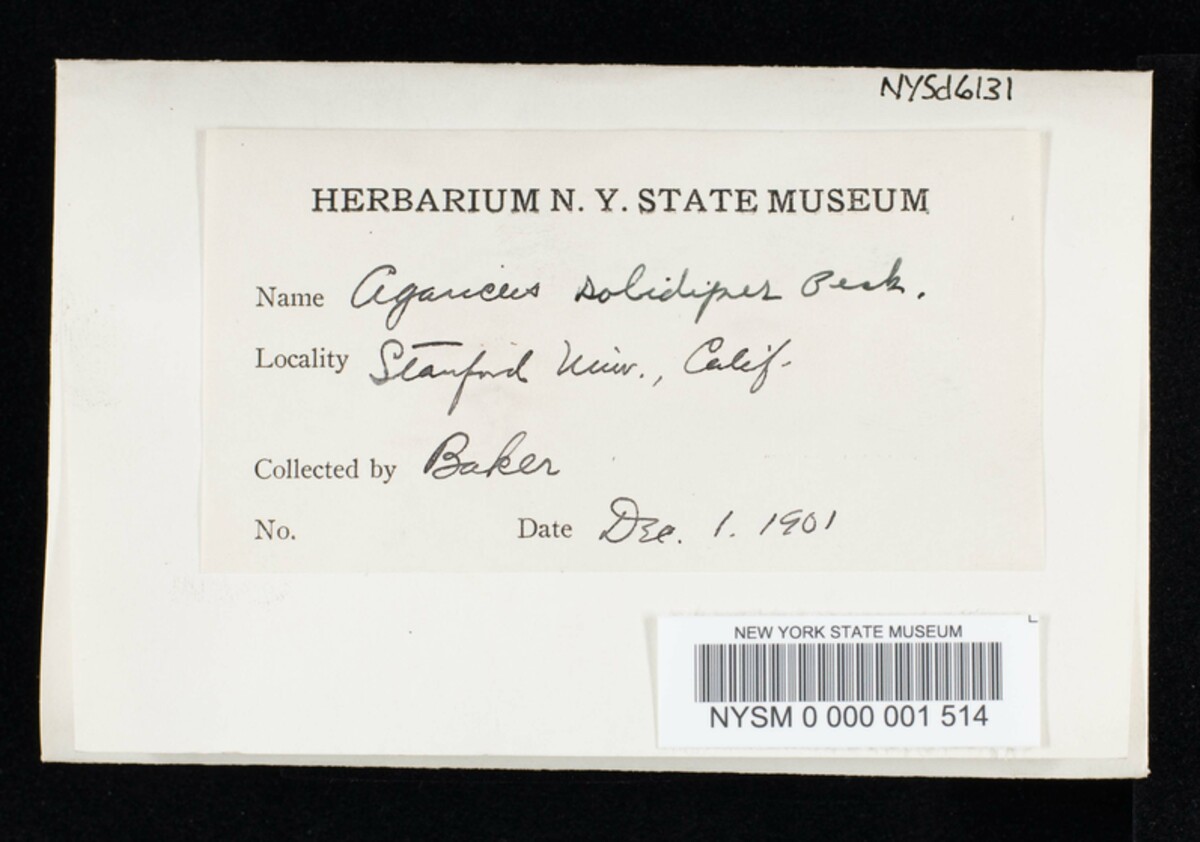 NYSd6131
HERBARIUM N. Y. STATE MUSEUM
Name Agaricus solidipes Peck.
Locality Stanford Univ., Calif.
Collected by Baker
No. Date Dec. 1. 1901
NEW YORK STATE MUSEUM
NYSM 0 000 001 514